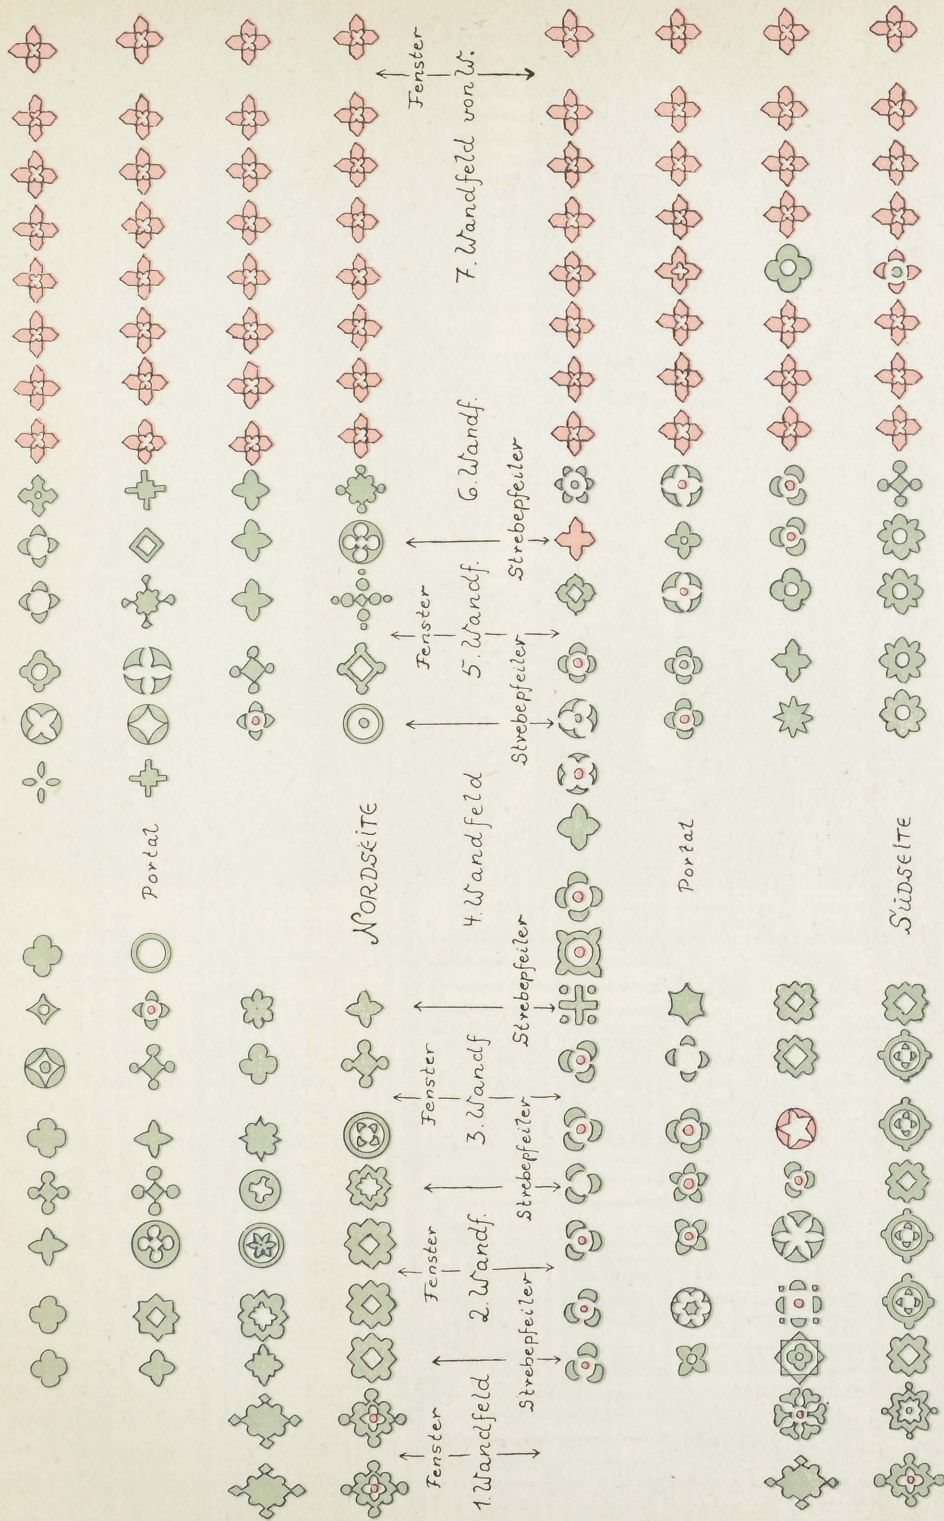 Portal
NORDSEITE
Fenster
Fenster
Fenster
Fenster
Fenster
1. Wandfeld
2. Wandf.
3. Wandf
4. Wandfeld
5. Wandf.
6. Wandf.
7. Wandfeld von W.
Strebepfeiler
Strebepfeiler
Strebepfeiler
Strebepfeiler
Strebepfeiler
Portal
SÜDSEITE